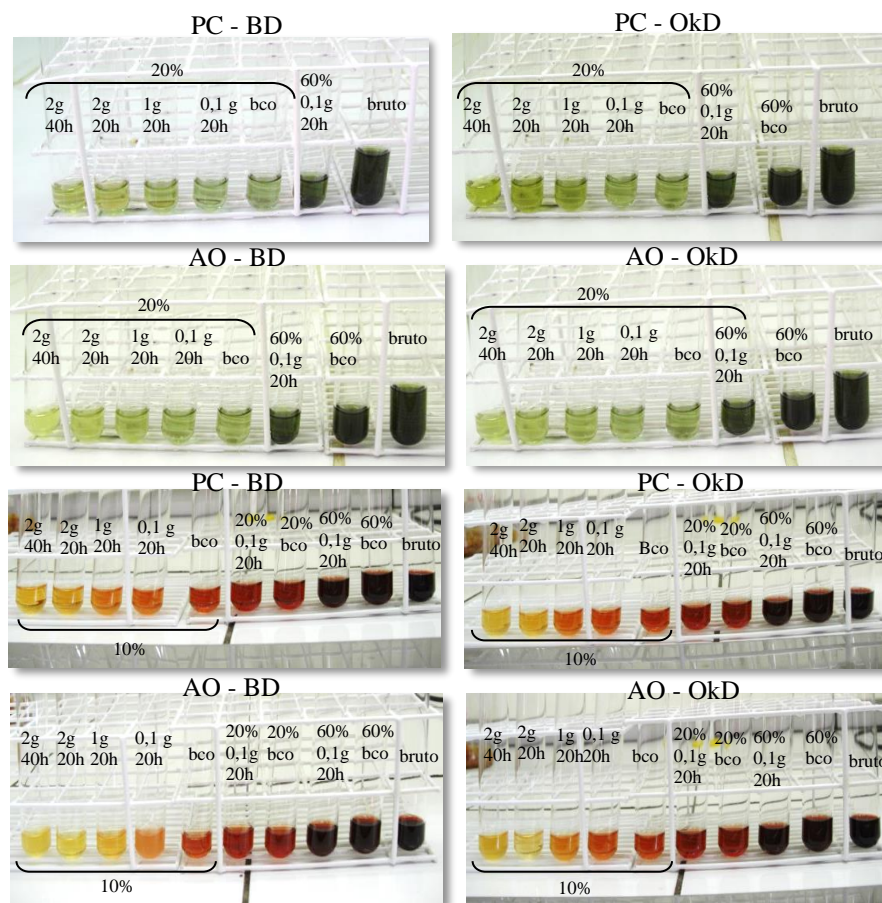 PC - BD
20%
2g 2g 1g 0,1 g bco 60% bruto
40h 20h 20h 20h 0,1g
20h
PC - OkD
20%
2g 2g 1g 0,1 g bco 60% 60% bruto
40h 20h 20h 20h 0,1g bco
20h
AO - BD
20%
2g 2g 1g 0,1 g bco 60% 60% bruto
40h 20h 20h 20h 0,1g bco
20h
AO - OkD
20%
2g 2g 1g 0,1 g bco 60% 60% bruto
40h 20h 20h 20h 0,1g bco
20h
PC - BD
2g 2g 1g 0,1 g bco 20% 20% 60% 60% bruto
40h 20h 20h 20h 0,1g bco 0,1g bco
20h 20h
10%
PC - OkD
2g 2g 1g 0,1 g Bco 20% 20% 60% 60% bruto
40h 20h 20h 20h 0,1g bco 0,1g bco
20h 20h
10%
AO - BD
2g 2g 1g 0,1 g bco 20% 20% 60% 60% bruto
40h 20h 20h 20h 0,1g bco 0,1g bco
20h 20h
10%
AO - OkD
2g 2g 1g 0,1 g bco 20% 20% 60% 60% bruto
40h 20h 20h 20h 0,1g bco 0,1g bco
20h 20h
10%